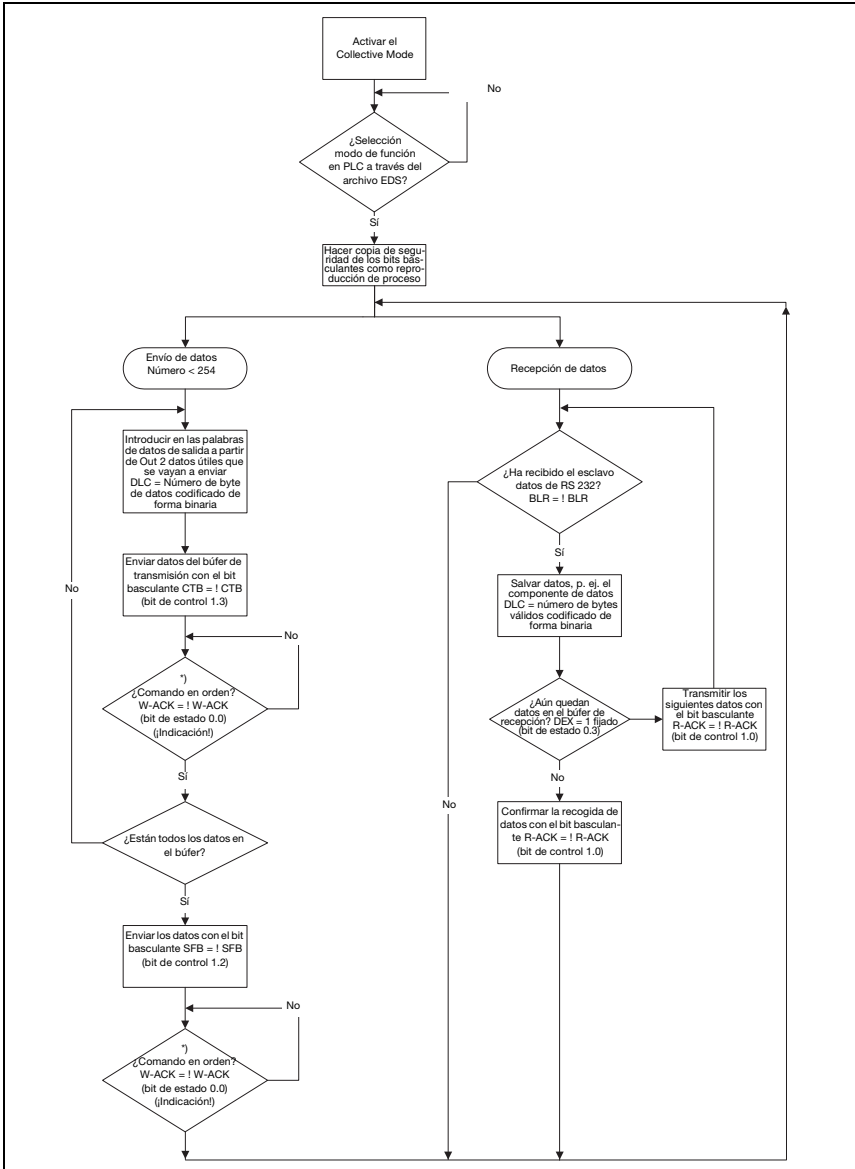 Activar el
Collective Mode
No
¿Selección
modo de función
en PLC a través del
archivo EDS?
Sí
Hacer copia de segu-
ridad de los bits bas-
culantes como repro-
ducción de proceso
Envío de datos
Número < 254
Introducir en las palabras
de datos de salida a partir
de Out 2 datos útiles que
se vayan a enviar
DLC = Número de byte
de datos codificado de
forma binaria
Enviar datos del búfer de
transmisión con el bit
basculante CTB = ! CTB
(bit de control 1.3)
No
No
*)
¿Comando en orden?
W-ACK = ! W-ACK
(bit de estado 0.0)
(¡Indicación!)
Sí
¿Están todos los datos en
el búfer?
Sí
Enviar los datos con el bit
basculante SFB = ! SFB
(bit de control 1.2)
No
*)
¿Comando en orden?
W-ACK = ! W-ACK
(bit de estado 0.0)
(¡Indicación!)
Recepción de datos
¿Ha recibido el esclavo
datos de RS 232?
BLR = ! BLR
Sí
Salvar datos, p. ej. el
componente de datos
DLC = número de bytes
válidos codificado de
forma binaria
¿Aún quedan
datos en el búfer de
recepción? DEX = 1 fijado
(bit de estado 0.3)
Transmitir los
siguientes datos con
el bit basculante
R-ACK = ! R-ACK
(bit de control 1.0)
No
No
Confirmar la recogida de
datos con el bit basculan-
te R-ACK = ! R-ACK
(bit de control 1.0)